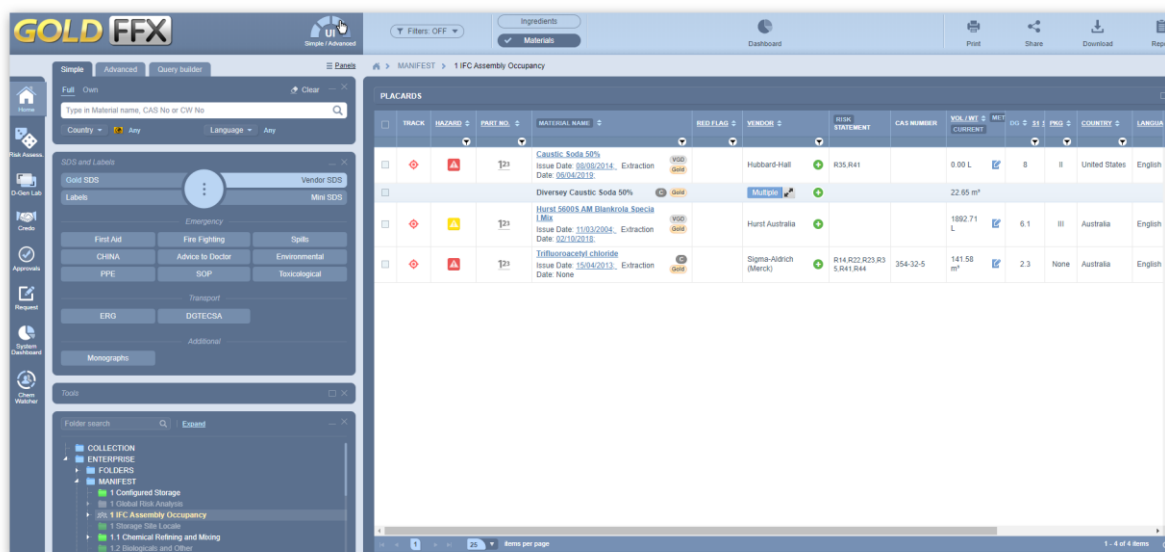 GOLD FFX
UI
Simple / Advanced
Filters: OFF
Ingredients
Materials
Dashboard
Print
Share
Download
Simple
Advanced
Query builder
Panels
MANIFEST > 1 IFC Assembly Occupancy
Home
Risk Assess.
D-Gen Lab
Credo
Approvals
Request
System
Dashboard
Chem
Watcher
Full Own
Clear
Type in Material name, CAS No or CW No
Country
Any
Language
Any
SDS and Labels
Gold SDS
Vendor SDS
Labels
Mini SDS
Emergency
First Aid
Fire Fighting
Spills
CHINA
Advice to Doctor
Environmental
PPE
SOP
Toxicological
Transport
ERG
DGTECSA
Additional
Monographs
Tools
Folder search
Expand
COLLECTION
ENTERPRISE
FOLDERS
MANIFEST
1 Configured Storage
1 Global Risk Analysis
1 IFC Assembly Occupancy
1 Storage Site Locale
1.1 Chemical Refining and Mixing
1.2 Biologicals and Other
PLACARDS
TRACK
HAZARD
PART NO.
MATERIAL NAME
RED FLAG
VENDOR
RISK
STATEMENT
CAS NUMBER
VOL / WT
CURRENT
MET
DG
S1
PKG
COUNTRY
LANGUA
123
Caustic Soda 50%
Issue Date: 08/08/2014; Extraction
Date: 06/04/2019;
VGD
Gold
Hubbard-Hall
R35,R41
0.00 L
8
II
United States
English
Diversey Caustic Soda 50%
C
Gold
Multiple
22.65 m³
123
Hurst 5600S AM Blankrola Specia
l Mix
Issue Date: 11/03/2004; Extraction
Date: 02/10/2018;
VGD
Gold
Hurst Australia
1892.71
L
6.1
III
Australia
English
123
Trifluoroacetyl chloride
Issue Date: 15/04/2013; Extraction
Date: None
C
Gold
Sigma-Aldrich
(Merck)
R14,R22,R23,R3
5,R41,R44
354-32-5
141.58
m³
2.3
None
Australia
English
1
25
items per page
1 - 4 of 4 items